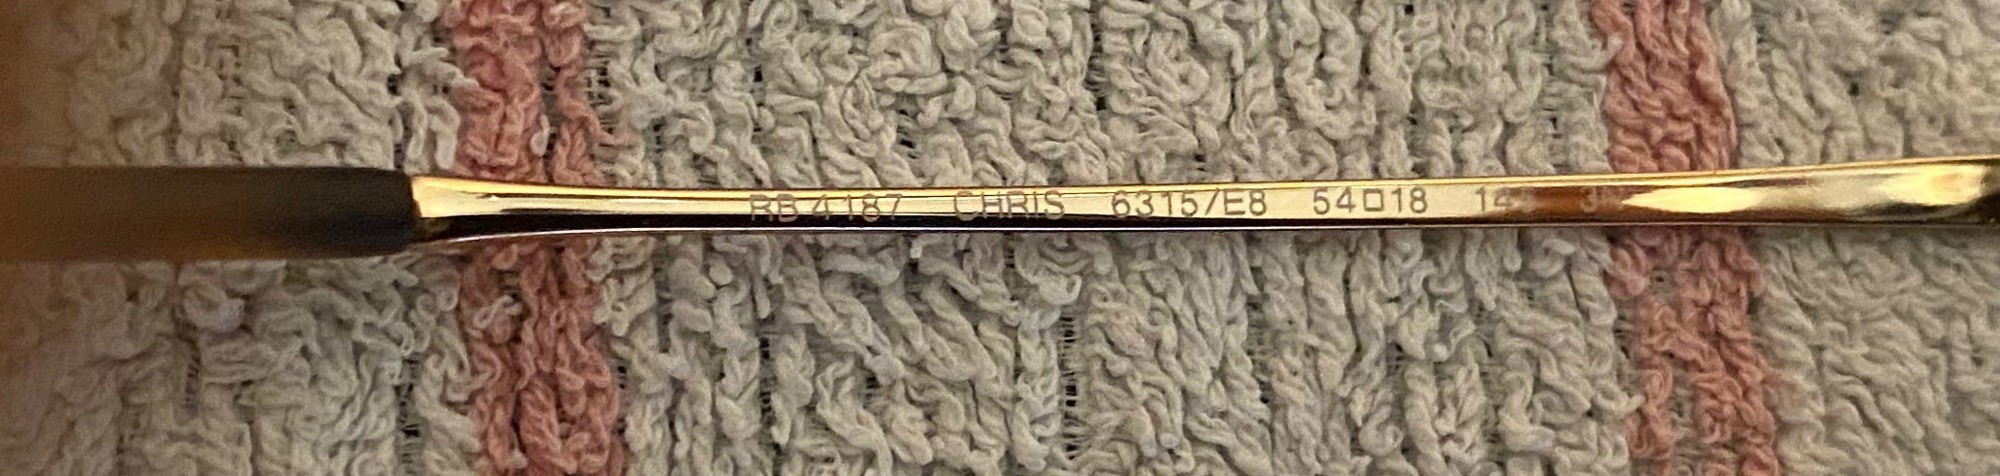 RB 4187 CHRIS 6315/E8 54□18